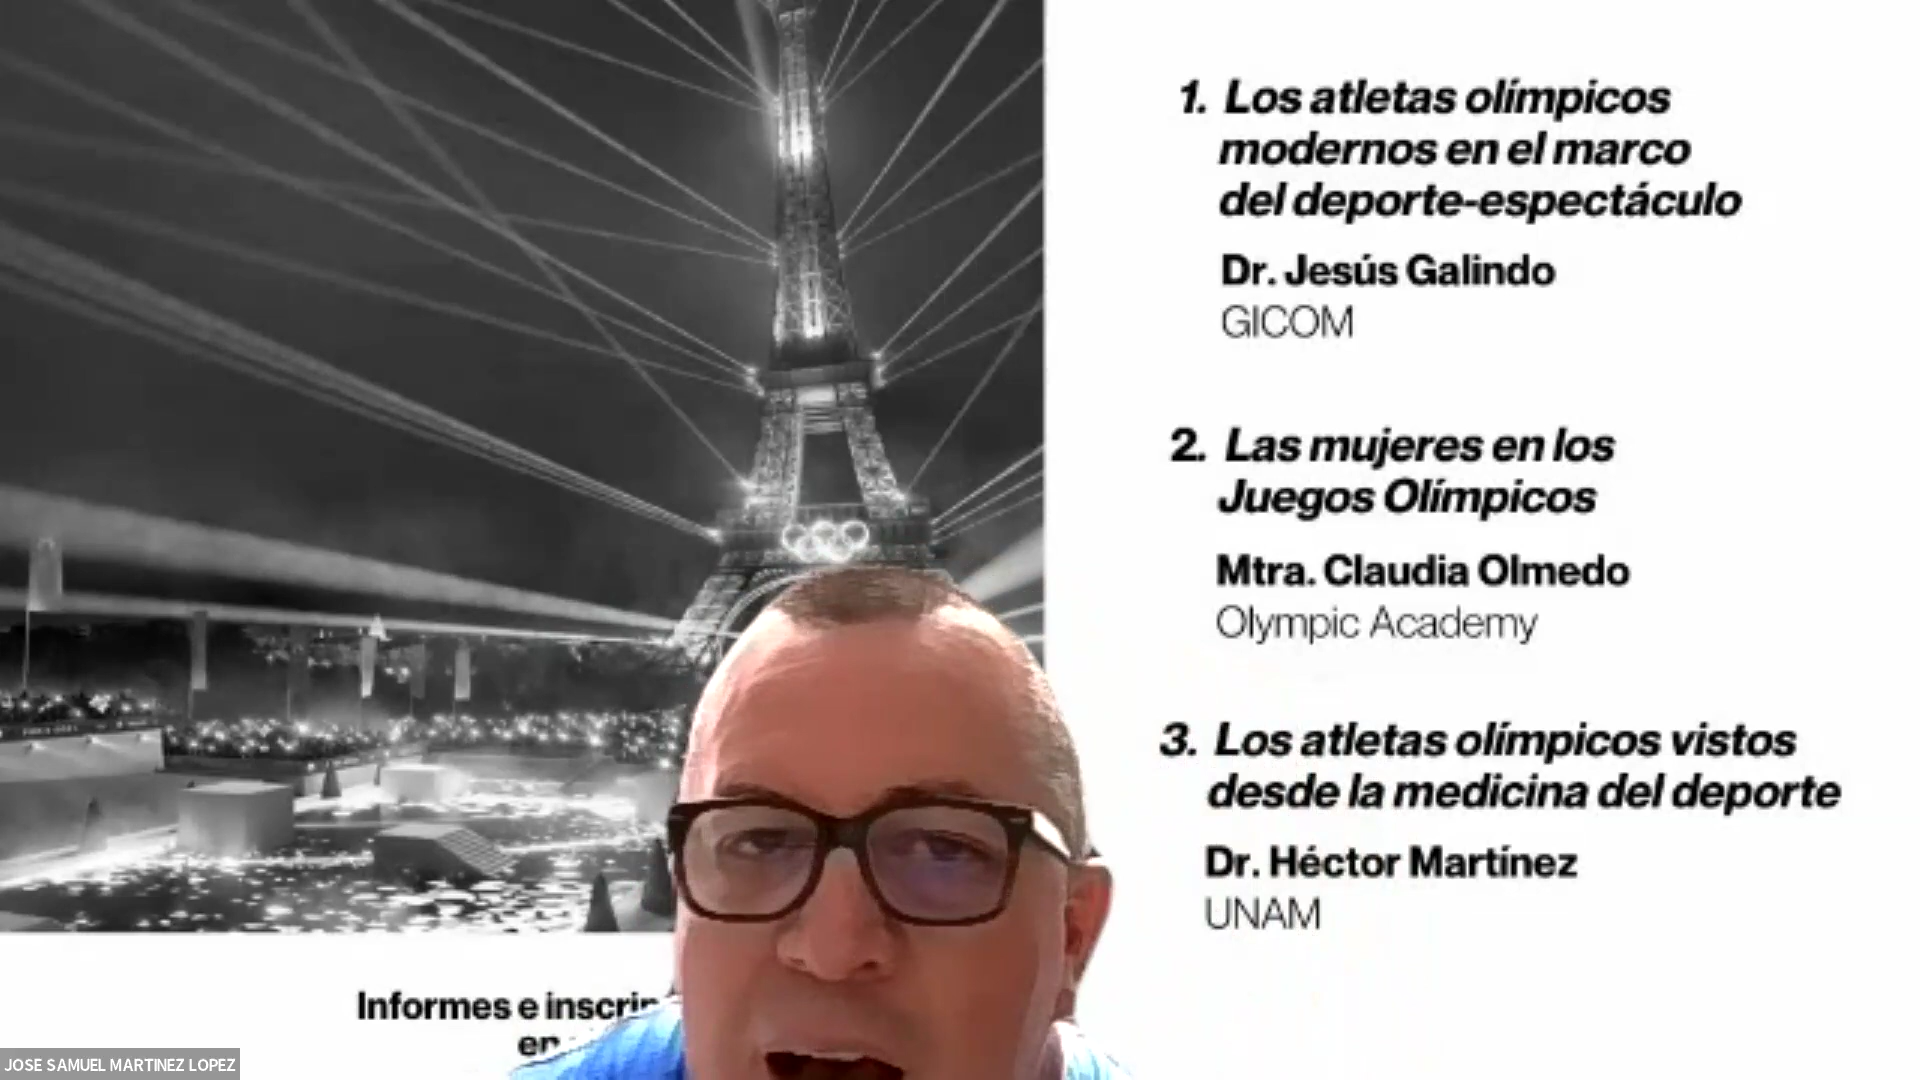 1. Los atletas olímpicos
modernos en el marco
del deporte-espectáculo
Dr. Jesús Galindo
GICOM
2. Las mujeres en los
Juegos Olímpicos
Mtra. Claudia Olmedo
Olympic Academy
3. Los atletas olímpicos vistos
desde la medicina del deporte
Dr. Héctor Martínez
UNAM
Informes e
en
JOSE SAMUEL MARTINEZ LOPEZ